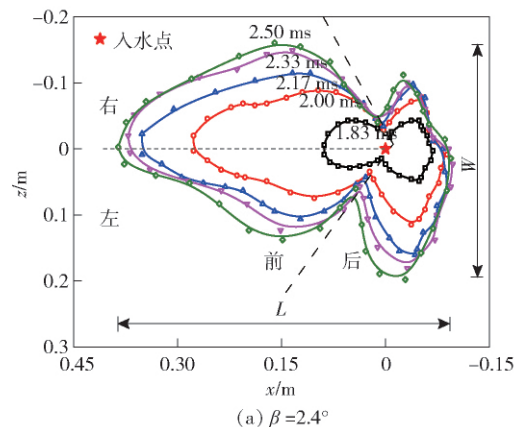 -0.2
-0.1
0
0.1
0.2
0.3
z/m
入水点
2.50 ms
2.33 ms
2.17 ms
2.00 ms
1.83 ms
右
左
前
后
W
L
0.45
0.30
0.15
0
-0.15
x/m
(a) β=2.4°